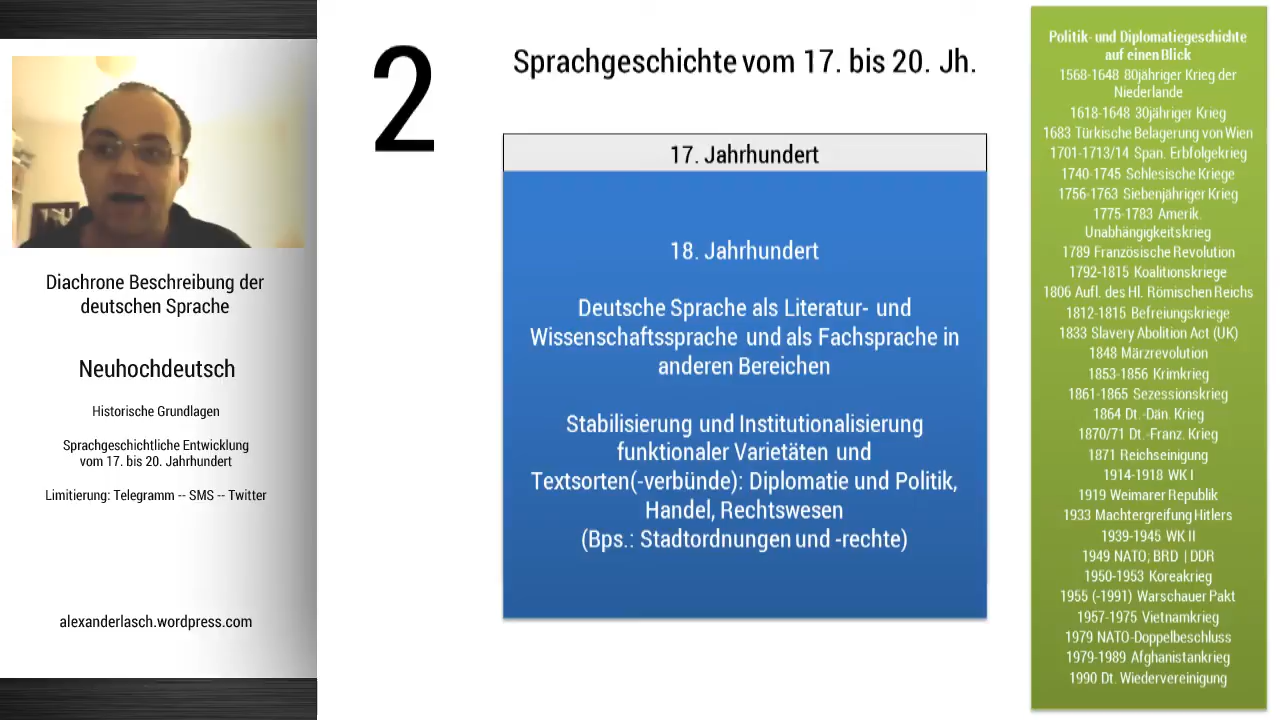 Diachrone Beschreibung der
deutschen Sprache
Neuhochdeutsch
Historische Grundlagen
Sprachgeschichtliche Entwicklung
vom 17. bis 20. Jahrhundert
Limitierung: Telegramm -- SMS -- Twitter
alexanderlasch.wordpress.com
2
Sprachgeschichte vom 17. bis 20. Jh.
17. Jahrhundert
18. Jahrhundert
Deutsche Sprache als Literatur- und
Wissenschaftssprache und als Fachsprache in
anderen Bereichen
Stabilisierung und Institutionalisierung
funktionaler Varietäten und
Textsorten(-verbünde): Diplomatie und Politik,
Handel, Rechtswesen
(Bps.: Stadtordnungen und -rechte)
Politik- und Diplomatiegeschichte
auf einen Blick
1568-1648 80jähriger Krieg der
Niederlande
1618-1648 30jähriger Krieg
1683 Türkische Belagerung von Wien
1701-1713/14 Span. Erbfolgekrieg
1740-1745 Schlesische Kriege
1756-1763 Siebenjähriger Krieg
1775-1783 Amerik.
Unabhängigkeitskrieg
1789 Französische Revolution
1792-1815 Koalitionskriege
1806 Aufl. des Hl. Römischen Reichs
1812-1815 Befreiungskriege
1833 Slavery Abolition Act (UK)
1848 Märzrevolution
1853-1856 Krimkrieg
1861-1865 Sezessionskrieg
1864 Dt.-Dän. Krieg
1870/71 Dt.-Franz. Krieg
1871 Reichseinigung
1914-1918 WK I
1919 Weimarer Republik
1933 Machtergreifung Hitlers
1939-1945 WK II
1949 NATO; BRD | DDR
1950-1953 Koreakrieg
1955 (-1991) Warschauer Pakt
1957-1975 Vietnamkrieg
1979 NATO-Doppelbeschluss
1979-1989 Afghanistankrieg
1990 Dt. Wiedervereinigung